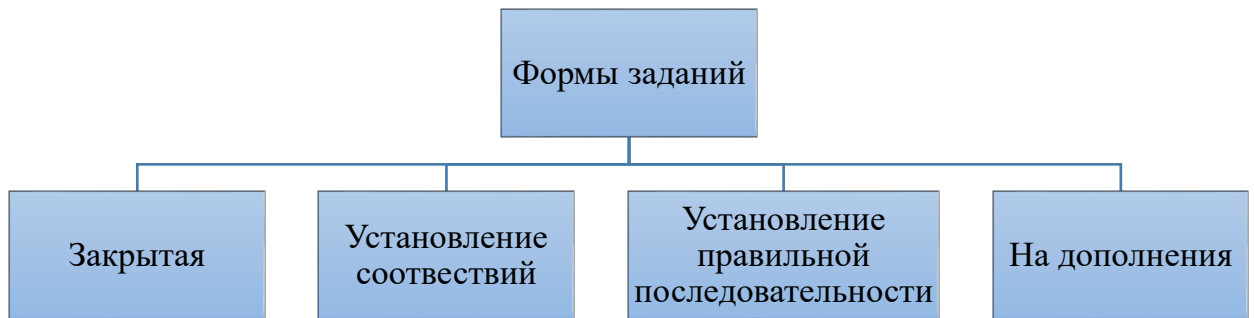 Формы заданий
Закрытая
Установление
соотвествий
Установление
правильной
последовательности
На дополнения